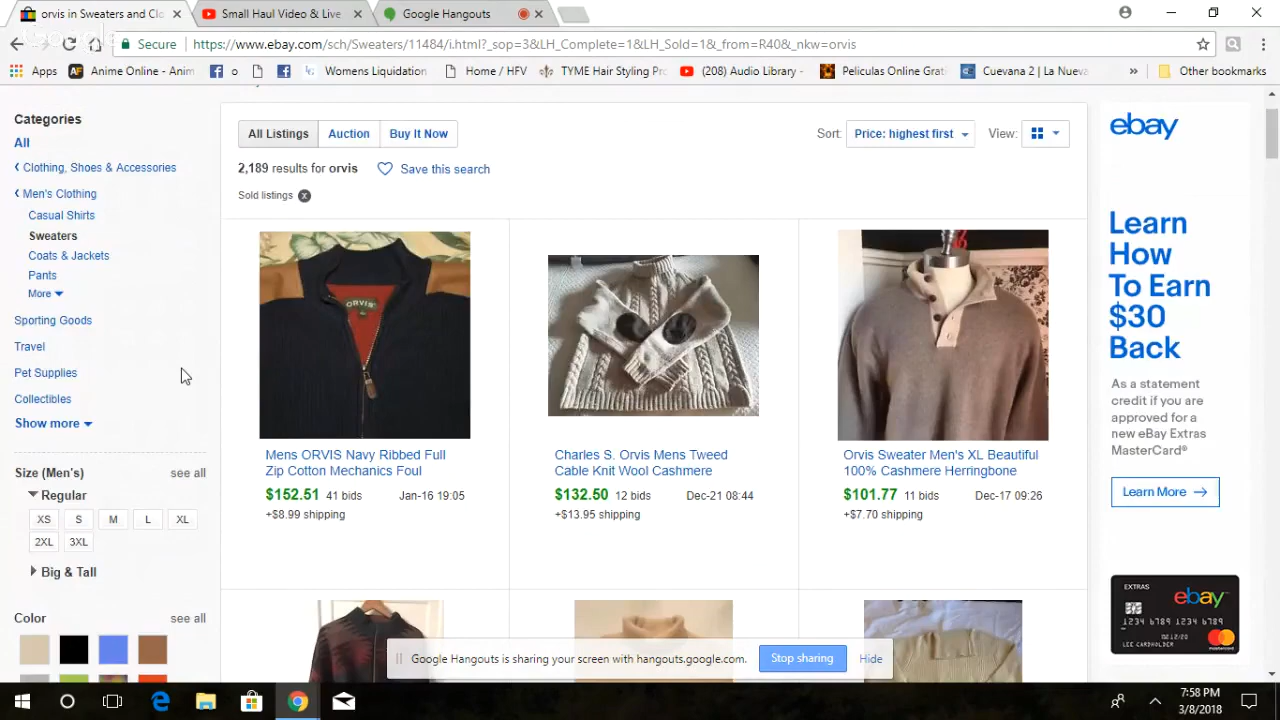 orvis in Sweaters and Clo
Small Haul Video & Live
Google Hangouts
Secure
https://www.ebay.com/sch/Sweaters/11484/i.html?_sop=3&LH_Complete=1&LH_Sold=1&_from=R40&_nkw=orvis
Apps
Anime Online - Anim
o
Womens Liquidation
Home / HFV
TYME Hair Styling Pro
(208) Audio Library -
Peliculas Online Grat
Cuevana 2 | La Nueva
»
Other bookmarks
Categories
All
Clothing, Shoes & Accessories
Men's Clothing
Casual Shirts
Sweaters
Coats & Jackets
Pants
More
Sporting Goods
Travel
Pet Supplies
Collectibles
Show more
Size (Men's)
see all
Regular
XS S M L XL
2XL 3XL
Big & Tall
Color
see all
All Listings
Auction
Buy It Now
Sort:
Price: highest first
View:
2,189 results for orvis
Save this search
Sold listings
ORVIS
Mens ORVIS Navy Ribbed Full
Zip Cotton Mechanics Foul
$152.51 41 bids Jan-16 19:05
+$8.99 shipping
Charles S. Orvis Mens Tweed
Cable Knit Wool Cashmere
$132.50 12 bids Dec-21 08:44
+$13.95 shipping
Orvis Sweater Men's XL Beautiful
100% Cashmere Herringbone
$101.77 11 bids Dec-17 09:26
+$7.70 shipping
ebay
Learn
How
To Earn
$30
Back
As a statement
credit if you are
approved for a
new eBay Extras
MasterCard®
Learn More
EXTRAS
ebay
1234 6789 1234 6789
12/20
LEE CARDHOLDER
mastercard
Google Hangouts is sharing your screen with hangouts.google.com.
Stop sharing
Hide
7:58 PM
3/8/2018